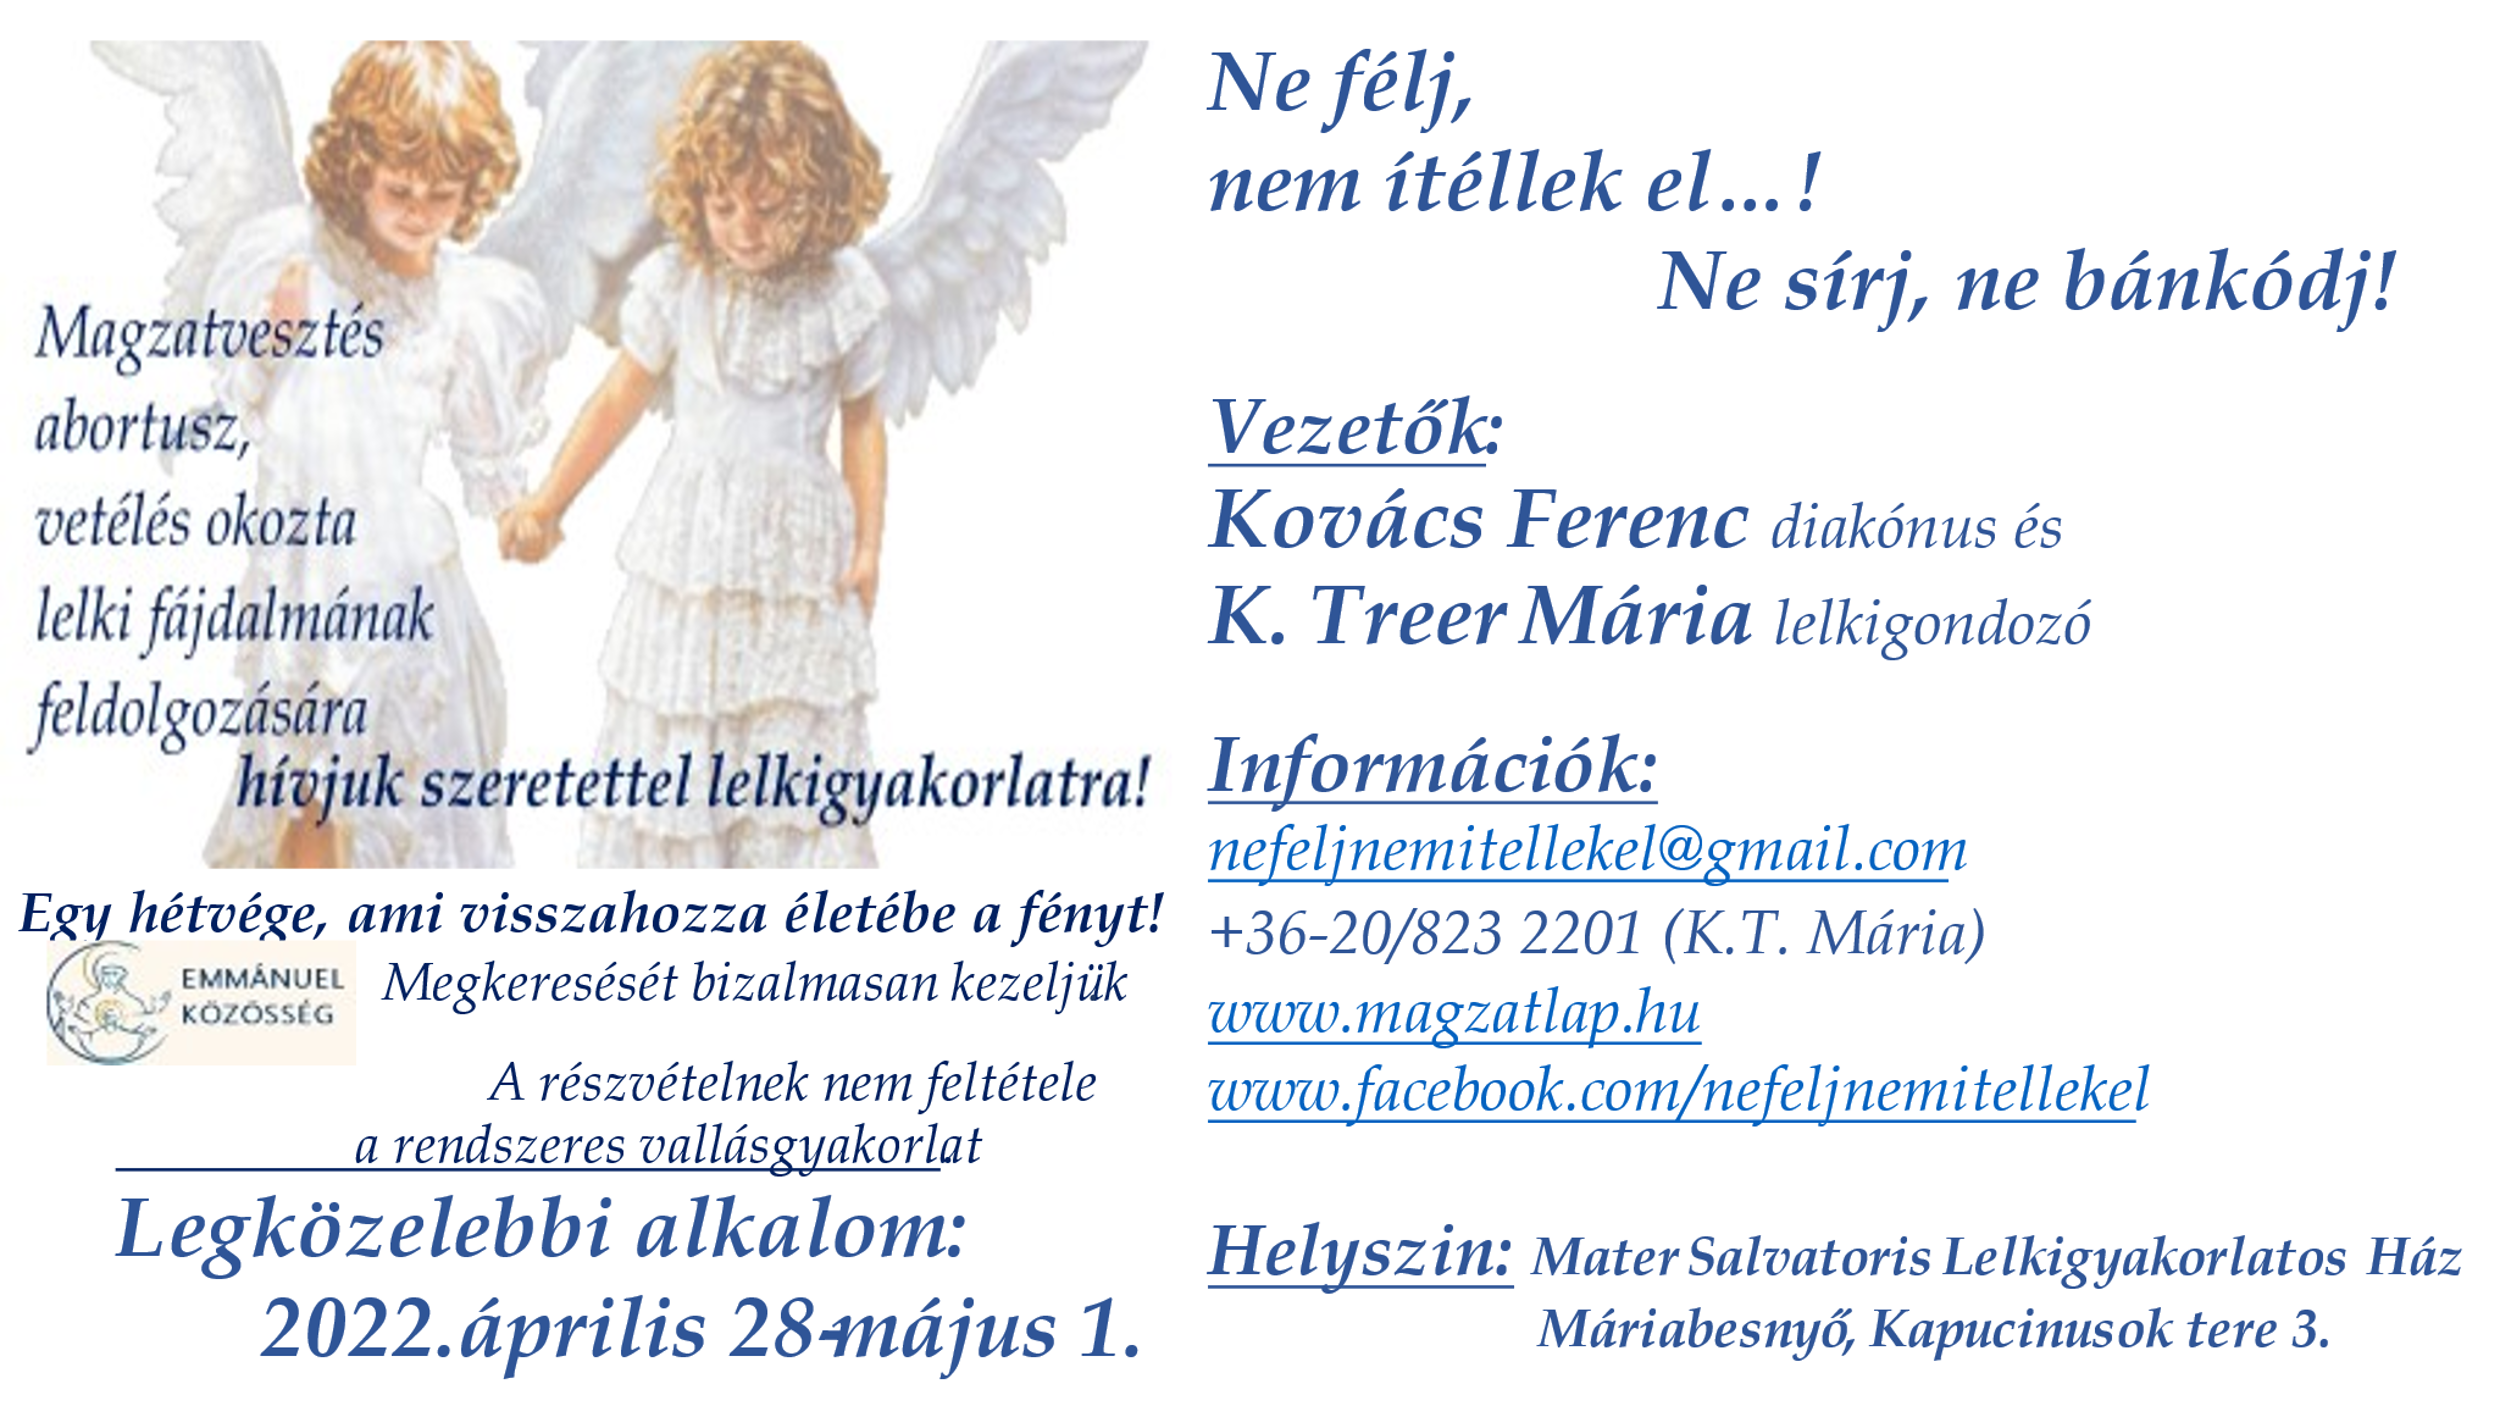 Magzatvesztés
abortusz,
vetélés okozta
lelki fájdalmának
feldolgozására
hívjuk szeretettel lelkigyakorlatra!
Egy hétvége, ami visszahozza életébe a fényt!
EMMÁNUEL
KÖZÖSSÉG
Megkeresését bizalmasan kezeljük
A részvételnek nem feltétele
a rendszeres vallásgyakorlat
Legközelebbi alkalom:
2022.április 28-május 1.
Ne félj,
nem ítéllek el...!
Ne sírj, ne bánkódj!
Vezetők:
Kovács Ferenc diakónus és
K. Treer Mária lelkigondozó
Információk:
nefeljnemitellekel@gmail.com
+36-20/823 2201 (K.T. Mária)
www.magzatlap.hu
www.facebook.com/nefeljnemitellekel
Helyszin: Mater Salvatoris Lelkigyakorlatos Ház
Máriabesnyő, Kapucinusok tere 3.